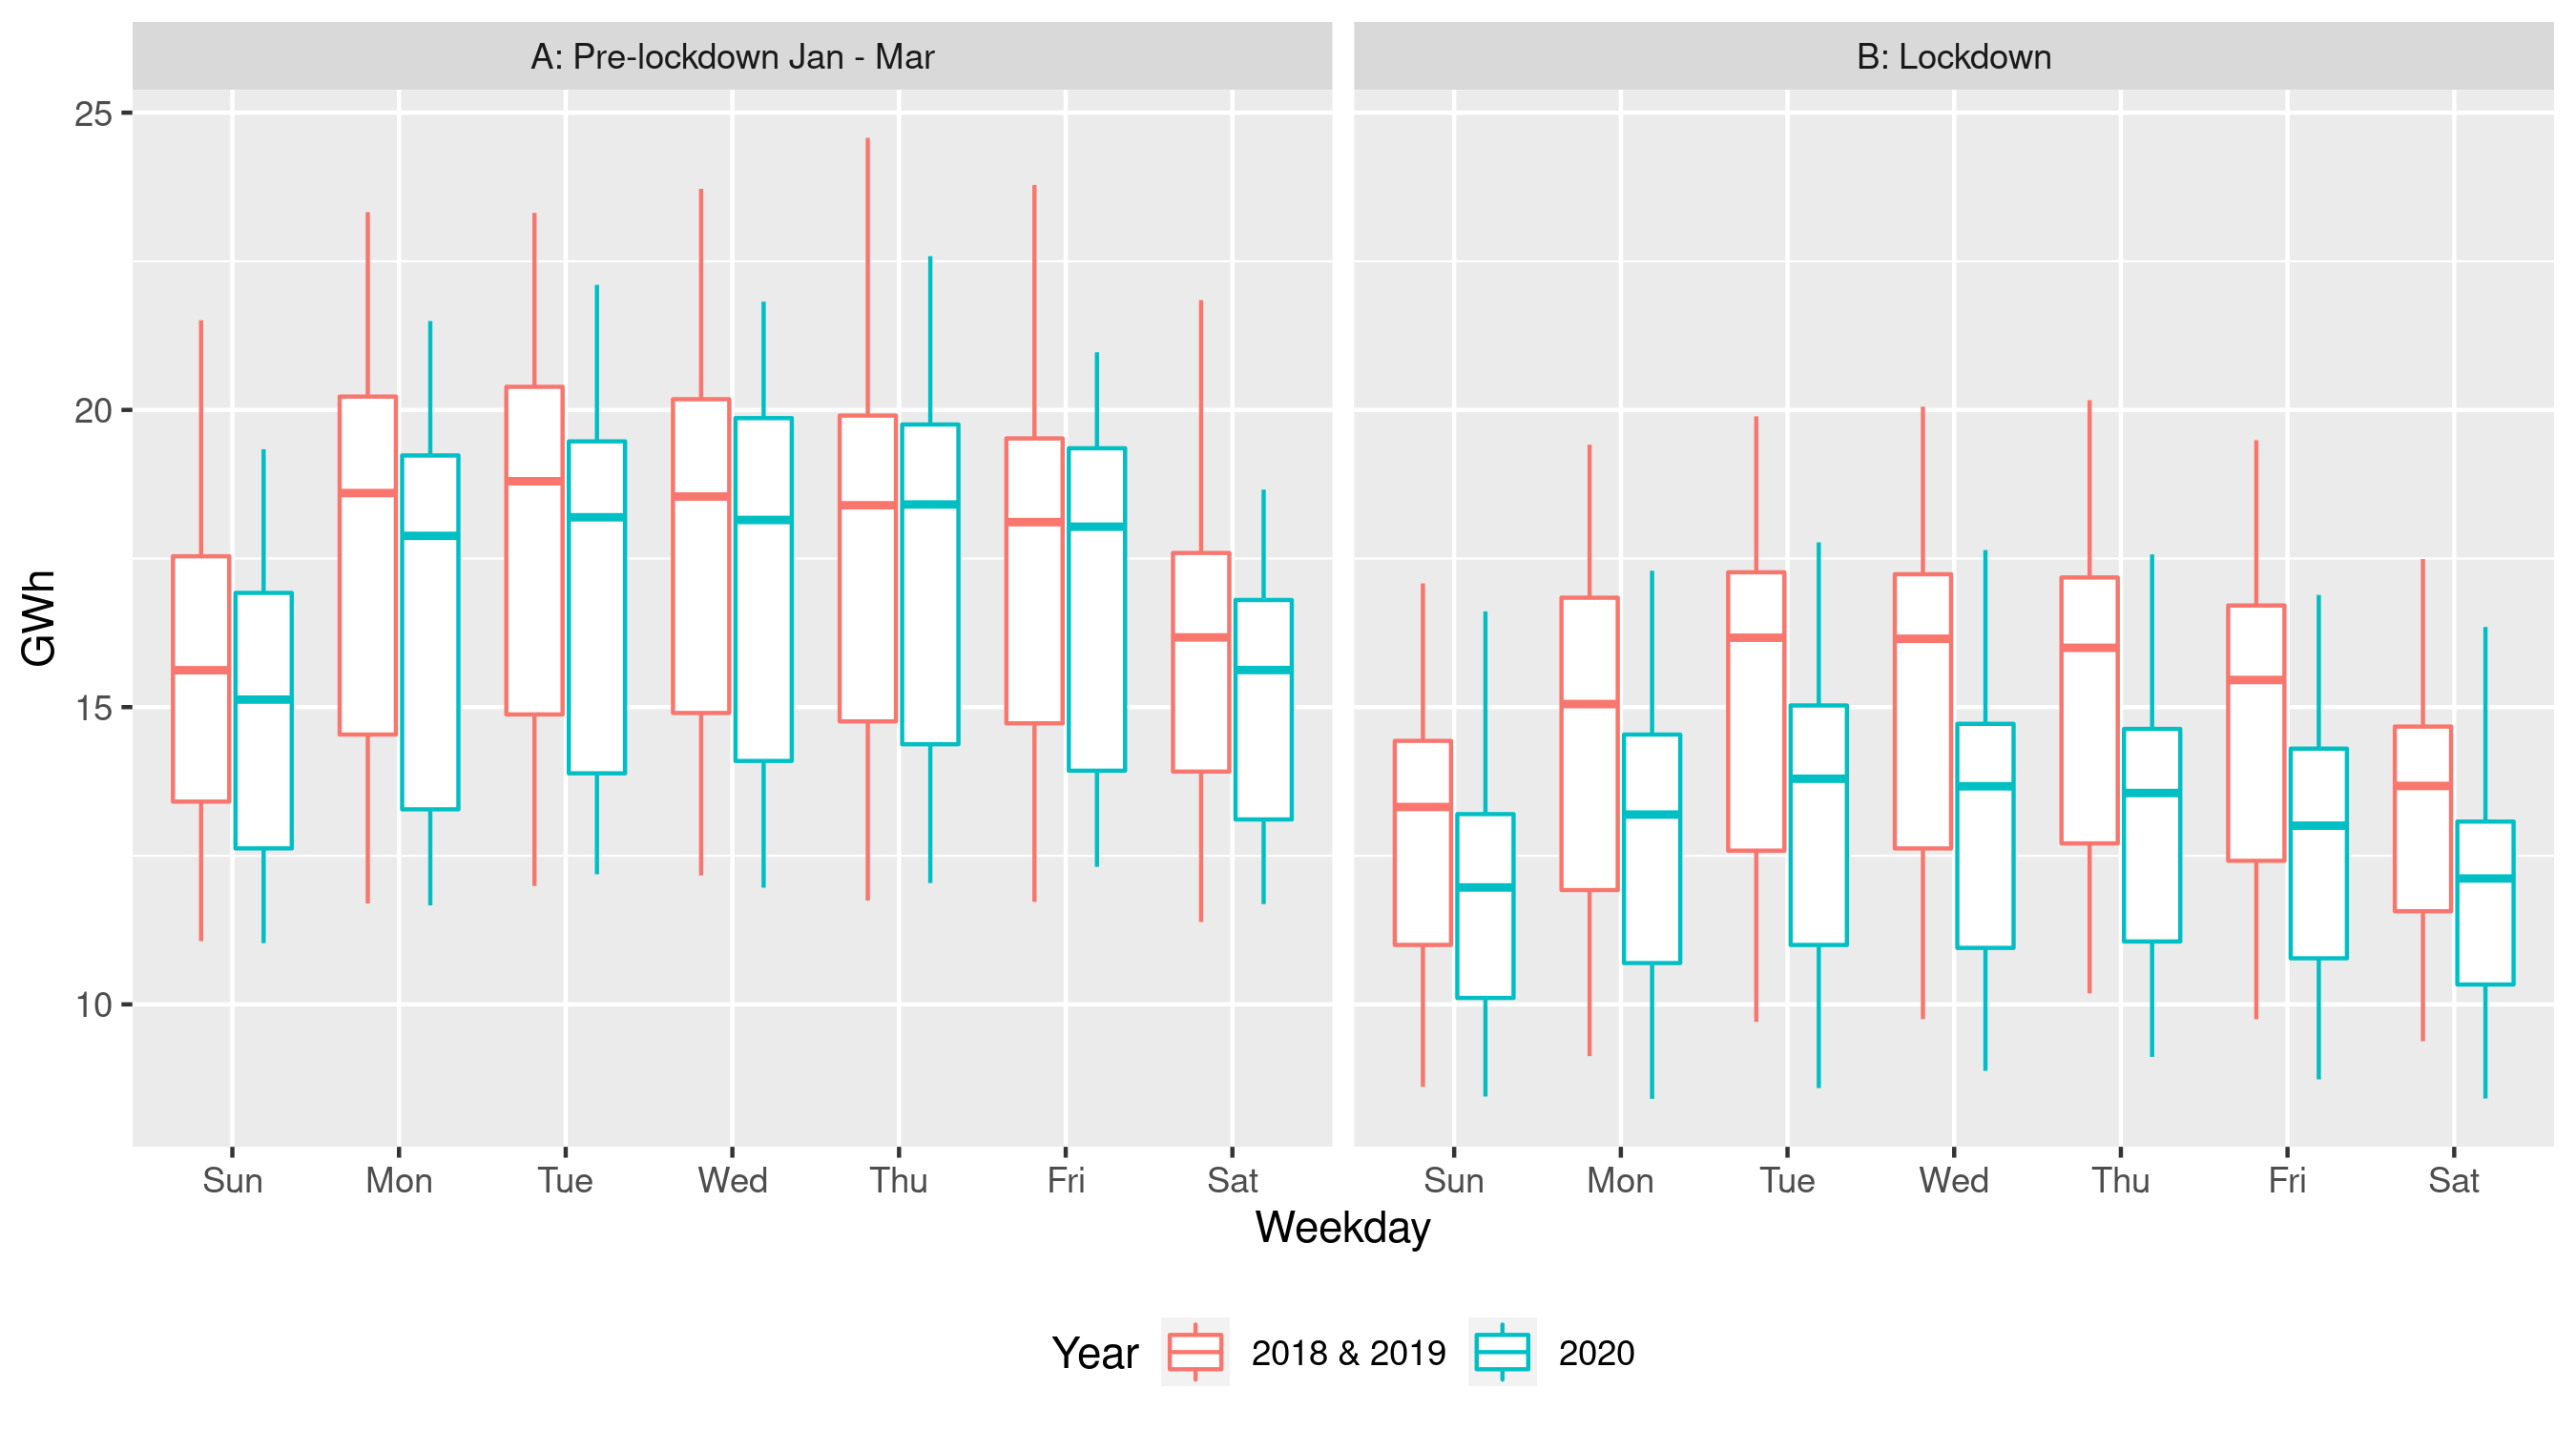 A: Pre-lockdown Jan - Mar
B: Lockdown
25
20
15
10
GWh
Sun Mon Tue Wed Thu Fri Sat
Sun Mon Tue Wed Thu Fri Sat
Weekday
Year 2018 & 2019 2020